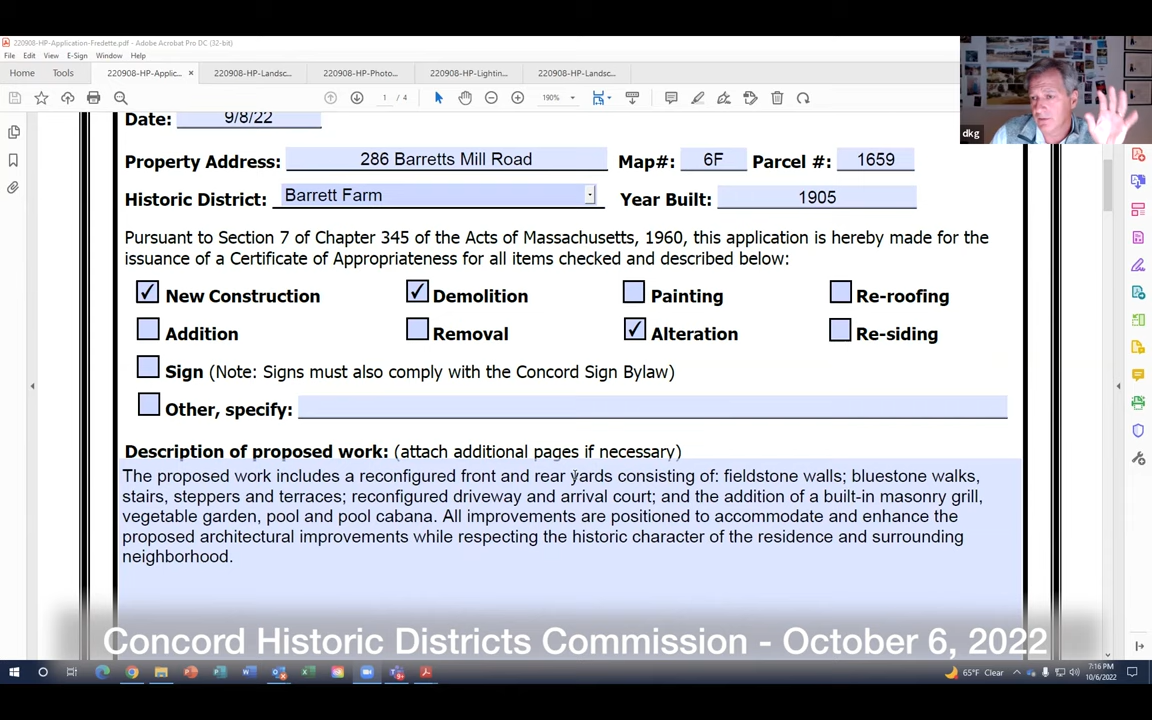 220908-HP-Application-Fredette.pdf - Adobe Acrobat Pro DC (32-bit)
File Edit View E-Sign Window Help
Home Tools 220908-HP-Applic... × 220908-HP-Landsc... 220908-HP-Photo... 220908-HP-Lightin... 220908-HP-Landsc...
1 / 4 190%
dkg
Date: 9/8/22
Property Address: 286 Barretts Mill Road Map#: 6F Parcel #: 1659
Historic District: Barrett Farm Year Built: 1905
Pursuant to Section 7 of Chapter 345 of the Acts of Massachusetts, 1960, this application is hereby made for the
issuance of a Certificate of Appropriateness for all items checked and described below:
✓ New Construction ✓ Demolition Painting Re-roofing
Addition Removal ✓ Alteration Re-siding
Sign (Note: Signs must also comply with the Concord Sign Bylaw)
Other, specify:
Description of proposed work: (attach additional pages if necessary)
The proposed work includes a reconfigured front and rear yards consisting of: fieldstone walls; bluestone walks,
stairs, steppers and terraces; reconfigured driveway and arrival court; and the addition of a built-in masonry grill,
vegetable garden, pool and pool cabana. All improvements are positioned to accommodate and enhance the
proposed architectural improvements while respecting the historic character of the residence and surrounding
neighborhood.
Concord Historic Districts Commission - October 6, 2022
65°F Clear 7:16 PM
10/6/2022